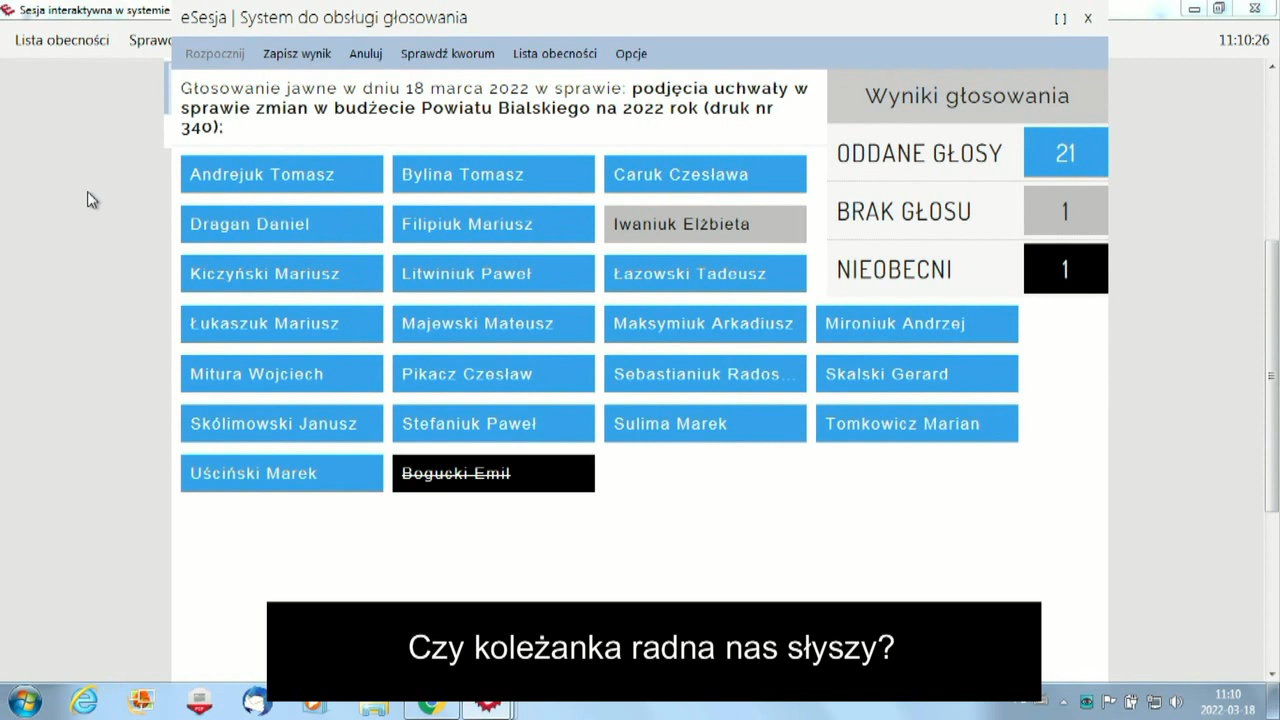 Sesja interaktywna w systemie
eSesja | System do obsługi głosowania
[ ] X
Lista obecności
11:10:26
Rozpocznij Zapisz wynik Anuluj Sprawdź kworum Lista obecności Opcje
Głosowanie jawne w dniu 18 marca 2022 w sprawie: podjęcia uchwały w
sprawie zmian w budżecie Powiatu Bialskiego na 2022 rok (druk nr
340);
Wyniki głosowania
ODDANE GŁOSY 21
BRAK GŁOSU 1
NIEOBECNI 1
Andrejuk Tomasz Bylina Tomasz Caruk Czesława
Dragan Daniel Filipiuk Mariusz Iwaniuk Elżbieta
Kiczyński Mariusz Litwiniuk Paweł Łazowski Tadeusz
Łukaszuk Mariusz Majewski Mateusz Maksymiuk Arkadiusz Mironiuk Andrzej
Mitura Wojciech Pikacz Czesław Sebastianiuk Rados... Skalski Gerard
Skólimowski Janusz Stefaniuk Paweł Sulima Marek Tomkowicz Marian
Uściński Marek Bogucki Emil
Czy koleżanka radna nas słyszy?
11:10
2022-03-18